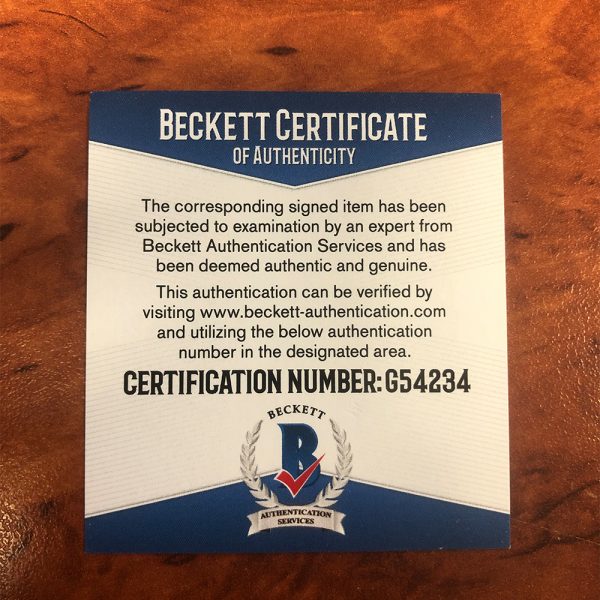 BECKETT CERTIFICATE
OF AUTHENTICITY
The corresponding signed item has been
subjected to examination by an expert from
Beckett Authentication Services and has
been deemed authentic and genuine.
This authentication can be verified by
visiting www.beckett-authentication.com
and utilizing the below authentication
number in the designated area.
CERTIFICATION NUMBER: G54234
BECKETT
B
AUTHENTICATION
SERVICES